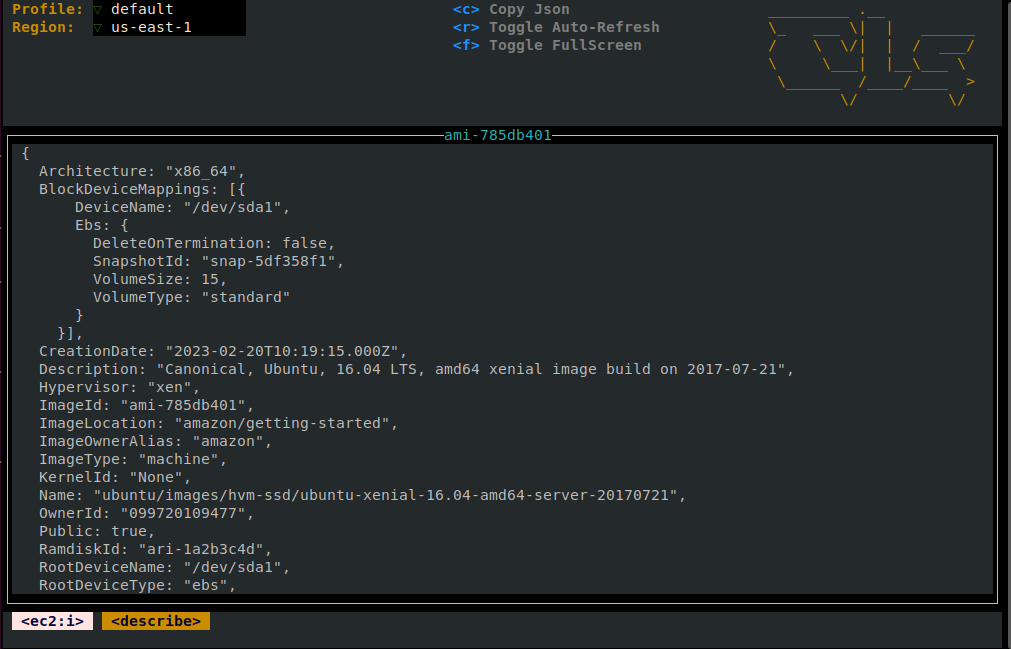 Profile: ▽ default
Region: ▽ us-east-1
<c> Copy Json
<r> Toggle Auto-Refresh
<f> Toggle FullScreen
ami-785db401
{
  Architecture: "x86_64",
  BlockDeviceMappings: [{
      DeviceName: "/dev/sda1",
      Ebs: {
        DeleteOnTermination: false,
        SnapshotId: "snap-5df358f1",
        VolumeSize: 15,
        VolumeType: "standard"
      }
    }],
  CreationDate: "2023-02-20T10:19:15.000Z",
  Description: "Canonical, Ubuntu, 16.04 LTS, amd64 xenial image build on 2017-07-21",
  Hypervisor: "xen",
  ImageId: "ami-785db401",
  ImageLocation: "amazon/getting-started",
  ImageOwnerAlias: "amazon",
  ImageType: "machine",
  KernelId: "None",
  Name: "ubuntu/images/hvm-ssd/ubuntu-xenial-16.04-amd64-server-20170721",
  OwnerId: "099720109477",
  Public: true,
  RamdiskId: "ari-1a2b3c4d",
  RootDeviceName: "/dev/sda1",
  RootDeviceType: "ebs",
<ec2:i> <describe>